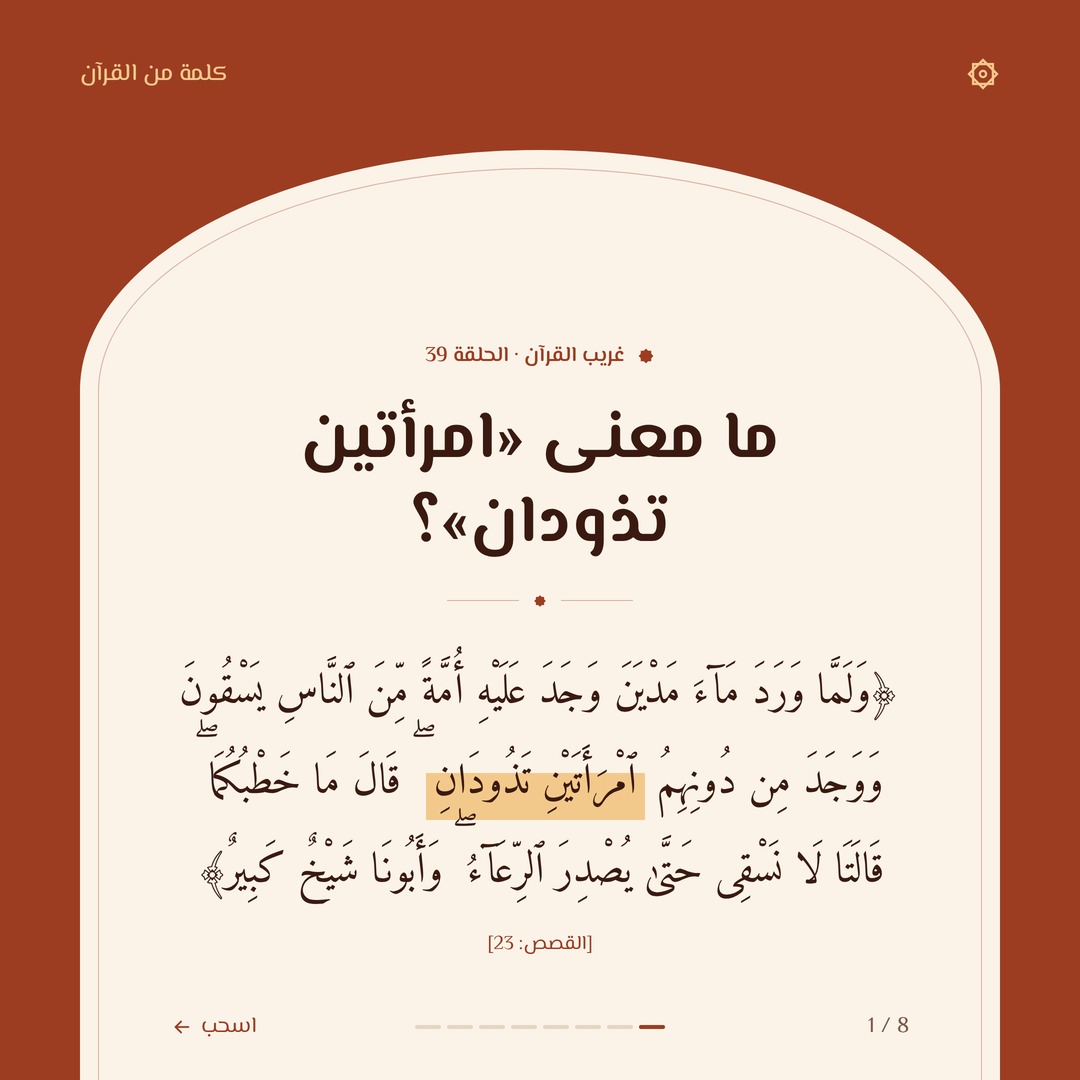 كلمة من القرآن
غريب القرآن · الحلقة 39
ما معنى «امرأتين
تذودان»؟
﴿وَلَمَّا وَرَدَ مَآءَ مَدْيَنَ وَجَدَ عَلَيْهِ أُمَّةً مِّنَ ٱلنَّاسِ يَسْقُونَ
وَوَجَدَ مِن دُونِهِمُ ٱمْرَأَتَيْنِ تَذُودَانِۖ قَالَ مَا خَطْبُكُمَاۖ
قَالَتَا لَا نَسْقِى حَتَّىٰ يُصْدِرَ ٱلرِّعَآءُۖ وَأَبُونَا شَيْخٌ كَبِيرٌ﴾
[القصص: 23]
1 / 8
اسحب ←